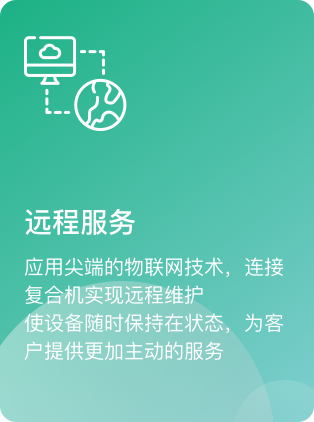 远程服务
应用尖端的物联网技术，连接
复合机实现远程维护
使设备随时保持在状态，为客
户提供更加主动的服务